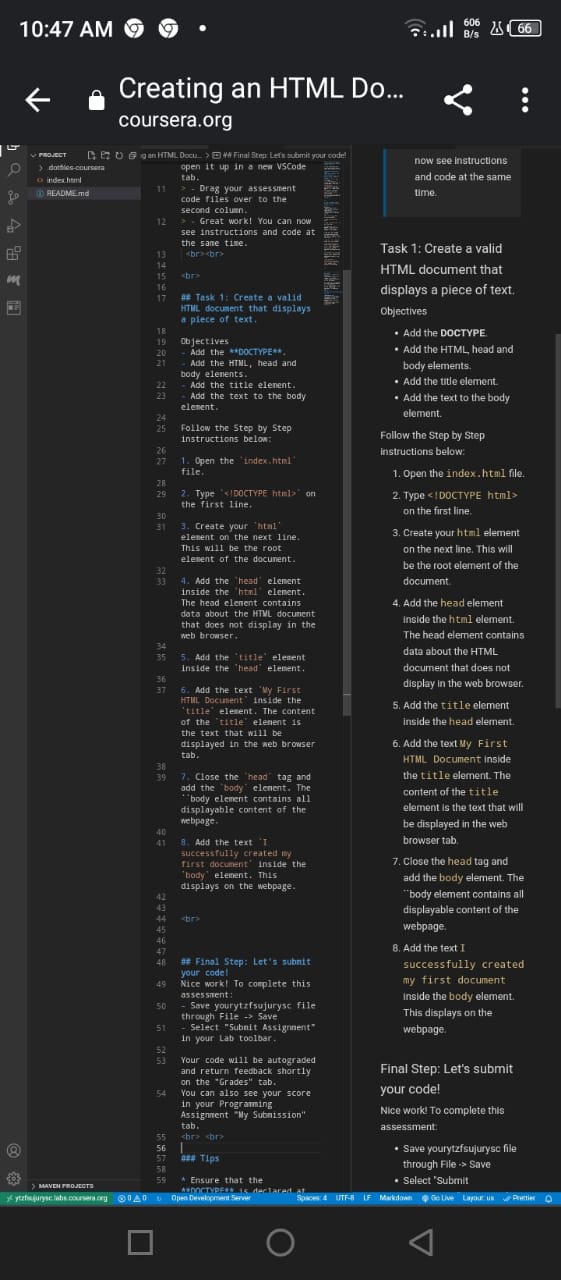 10:47 AM
606
B/s
66
Creating an HTML Do...
coursera.org
PROJECT
.dotfiles-coursera
index.html
README.md
g an HTML Docu... > ## Final Step: Let's submit your code!
open it up in a new VSCode
tab.
11 > - Drag your assessment
code files over to the
second column.
12 > - Great work! You can now
see instructions and code at
the same time.
13 <br><br>
14
15 <br>
16
17 ## Task 1: Create a valid
HTML document that displays
a piece of text.
18
19 Objectives
20 - Add the **DOCTYPE**.
21 - Add the HTML, head and
body elements.
22 - Add the title element.
23 - Add the text to the body
element.
24
25 Follow the Step by Step
instructions below:
26
27 1. Open the `index.html`
file.
28
29 2. Type `<!DOCTYPE html>` on
the first line.
30
31 3. Create your `html`
element on the next line.
This will be the root
element of the document.
32
33 4. Add the `head` element
inside the `html` element.
The head element contains
data about the HTML document
that does not display in the
web browser.
34
35 5. Add the `title` element
inside the `head` element.
36
37 6. Add the text `My First
HTML Document` inside the
`title` element. The content
of the `title` element is
the text that will be
displayed in the web browser
tab.
38
39 7. Close the `head` tag and
add the `body` element. The
``body element contains all
displayable content of the
webpage.
40
41 8. Add the text `I
successfully created my
first document` inside the
`body` element. This
displays on the webpage.
42
43
44 <br>
45
46
47
48 ## Final Step: Let's submit
your code!
49 Nice work! To complete this
assessment:
50 - Save yourytzfsujurysc file
through File -> Save
51 - Select "Submit Assignment"
in your Lab toolbar.
52
53 Your code will be autograded
and return feedback shortly
on the "Grades" tab.
54 You can also see your score
in your Programming
Assignment "My Submission"
tab.
55 <br> <br>
56
57 ### Tips
58
59 * Ensure that the
**DOCTYPE** is declared at
now see instructions
and code at the same
time.
Task 1: Create a valid
HTML document that
displays a piece of text.
Objectives
• Add the DOCTYPE.
• Add the HTML, head and
body elements.
• Add the title element.
• Add the text to the body
element.
Follow the Step by Step
instructions below:
1. Open the index.html file.
2. Type <!DOCTYPE html>
on the first line.
3. Create your html element
on the next line. This will
be the root element of the
document.
4. Add the head element
inside the html element.
The head element contains
data about the HTML
document that does not
display in the web browser.
5. Add the title element
inside the head element.
6. Add the text My First
HTML Document inside
the title element. The
content of the title
element is the text that will
be displayed in the web
browser tab.
7. Close the head tag and
add the body element. The
``body element contains all
displayable content of the
webpage.
8. Add the text I
successfully created
my first document
inside the body element.
This displays on the
webpage.
Final Step: Let's submit
your code!
Nice work! To complete this
assessment:
• Save yourytzfsujurysc file
through File -> Save
• Select "Submit
MAVEN PROJECTS
ytzfsujurysc.labs.coursera.org
0 0
Open Development Server
Spaces: 4
UTF-8
LF
Markdown
Go Live
Layout: us
Prettier